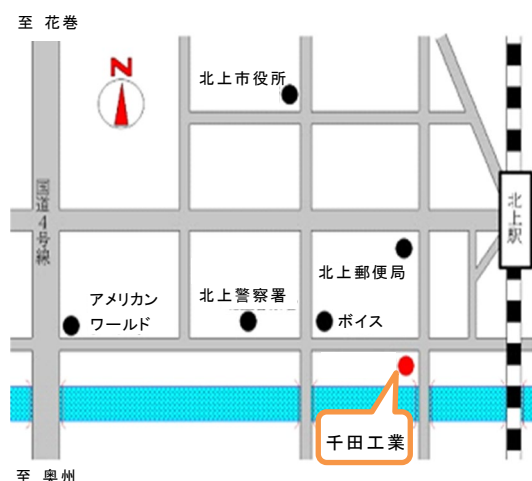 至 花巻
N
北上市役所
国道4号線
北上駅
北上郵便局
アメリカン
ワールド
北上警察署
ボイス
千田工業
至 奥州